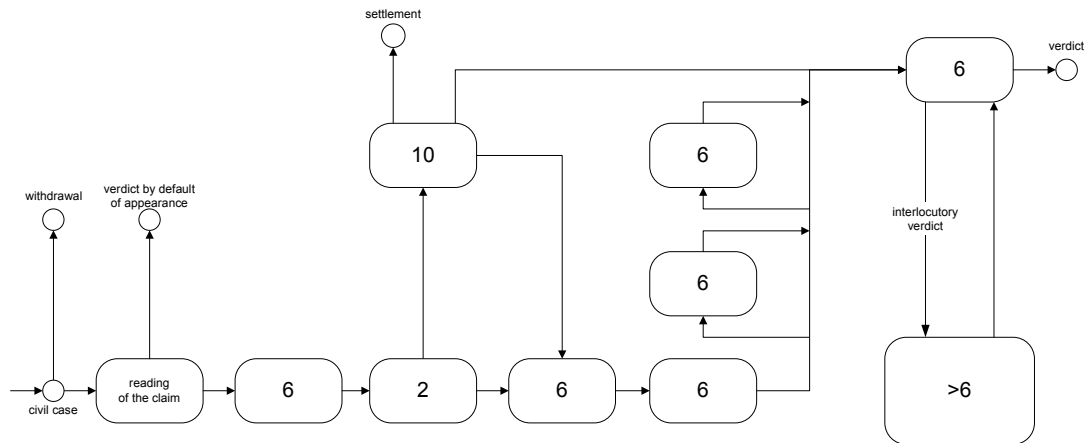 settlement
verdict
6
10
6
withdrawal
verdict by default
of appearance
interlocutory
verdict
6
reading
of the claim
6
2
6
6
>6
civil case